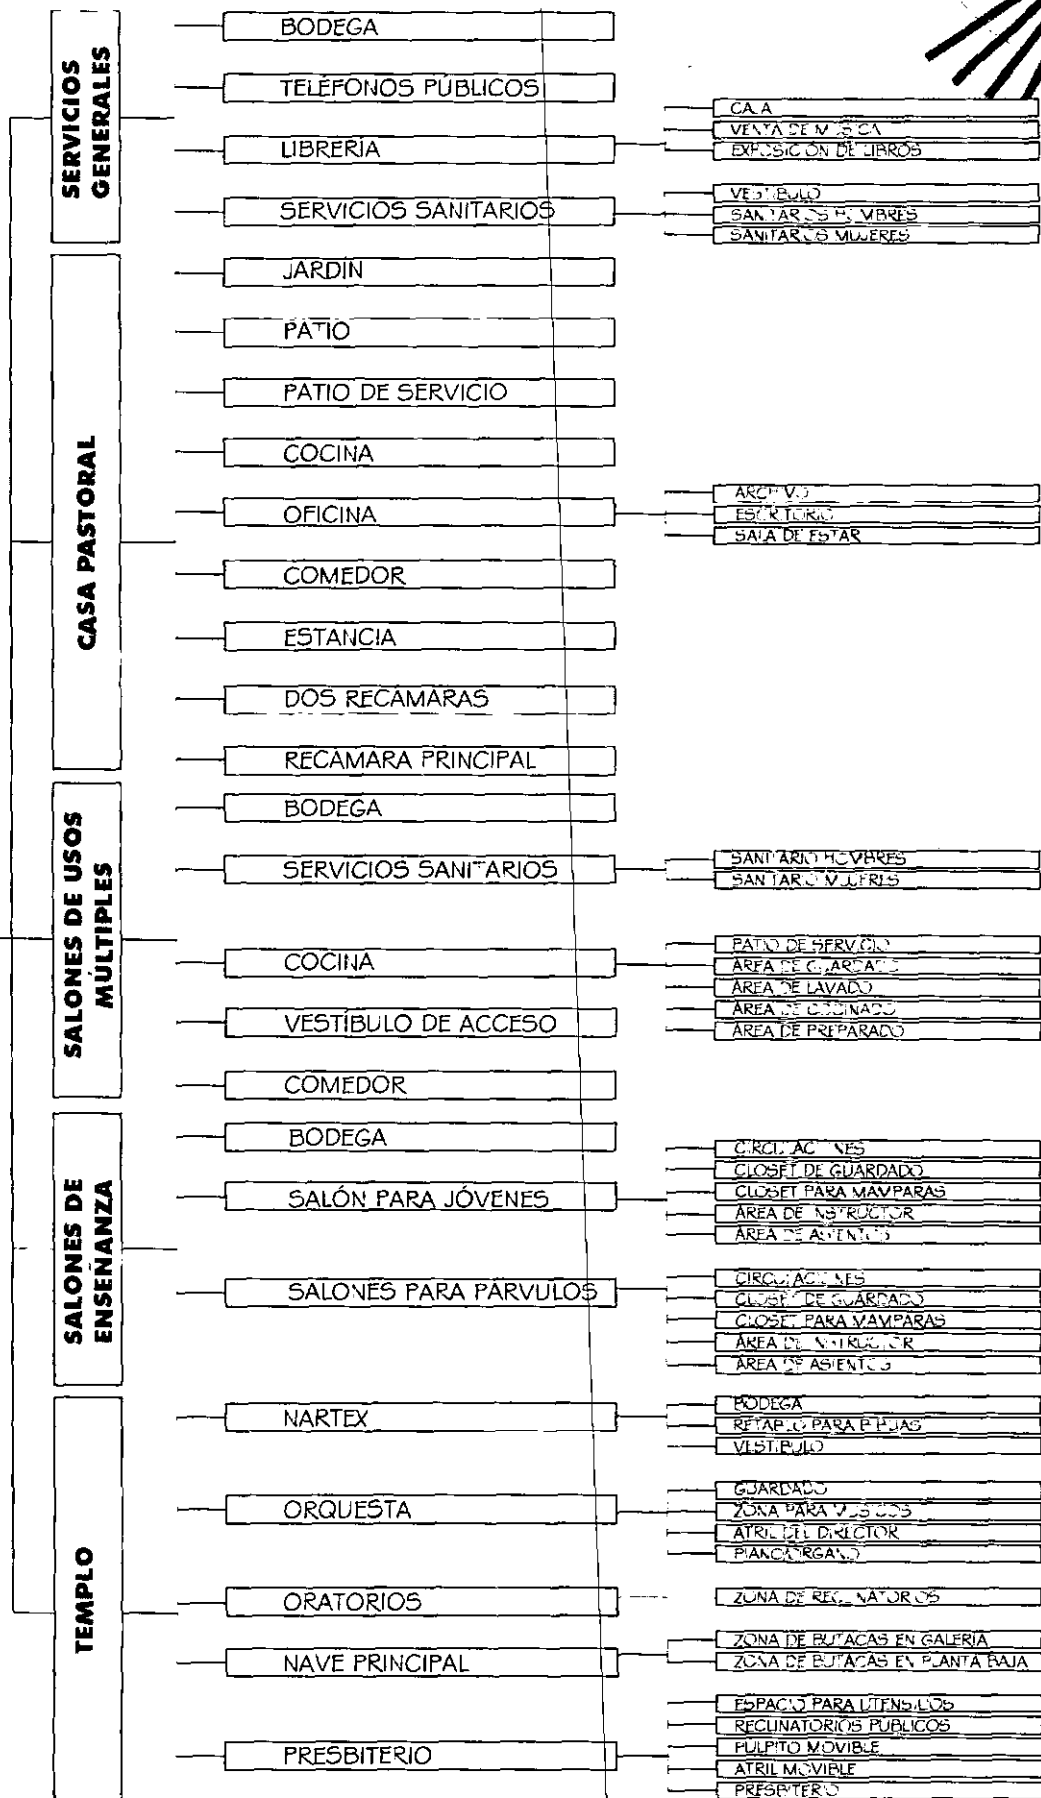 SERVICIOS
GENERALES
BODEGA
TELÉFONOS PÚBLICOS
LIBRERÍA
CAJA
VENTA DE MÚSICA
EXPOSICIÓN DE LIBROS
SERVICIOS SANITARIOS
VESTÍBULO
SANITARIOS HOMBRES
SANITARIOS MUJERES
CASA PASTORAL
JARDÍN
PATIO
PATIO DE SERVICIO
COCINA
OFICINA
ARCHIVO
ESCRITORIO
SALA DE ESTAR
COMEDOR
ESTANCIA
DOS RECÁMARAS
RECÁMARA PRINCIPAL
SALONES DE USOS
MÚLTIPLES
BODEGA
SERVICIOS SANITARIOS
SANITARIO HOMBRES
SANITARIO MUJERES
COCINA
PATIO DE SERVICIO
ÁREA DE GUARDADO
ÁREA DE LAVADO
ÁREA DE COCINADO
ÁREA DE PREPARADO
VESTÍBULO DE ACCESO
COMEDOR
SALONES DE
ENSEÑANZA
BODEGA
SALÓN PARA JÓVENES
CIRCULACIONES
CLOSET DE GUARDADO
CLOSET PARA MAMPARAS
ÁREA DE INSTRUCTOR
ÁREA DE ASIENTOS
SALONES PARA PÁRVULOS
CIRCULACIONES
CLOSET DE GUARDADO
CLOSET PARA MAMPARAS
ÁREA DE INSTRUCTOR
ÁREA DE ASIENTOS
TEMPLO
NARTEX
BODEGA
RETABLO PARA BIBLIAS
VESTÍBULO
ORQUESTA
GUARDADO
ZONA PARA MÚSICOS
ATRIL DEL DIRECTOR
PIANO/ORGANO
ORATORIOS
ZONA DE RECLINATORIOS
NAVE PRINCIPAL
ZONA DE BUTACAS EN GALERÍA
ZONA DE BUTACAS EN PLANTA BAJA
PRESBITERIO
ESPACIO PARA UTENSILIOS
RECLINATORIOS PÚBLICOS
PÚLPITO MOVIBLE
ATRIL MOVIBLE
PRESBITERIO